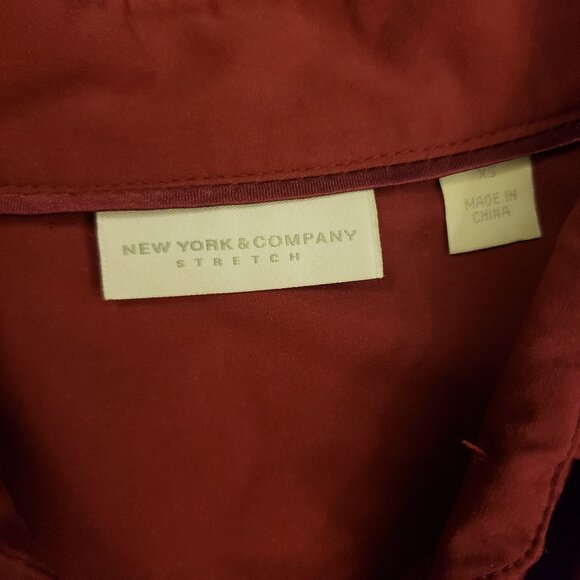 NEW YORK & COMPANY
STRETCH
XS
MADE IN
CHINA